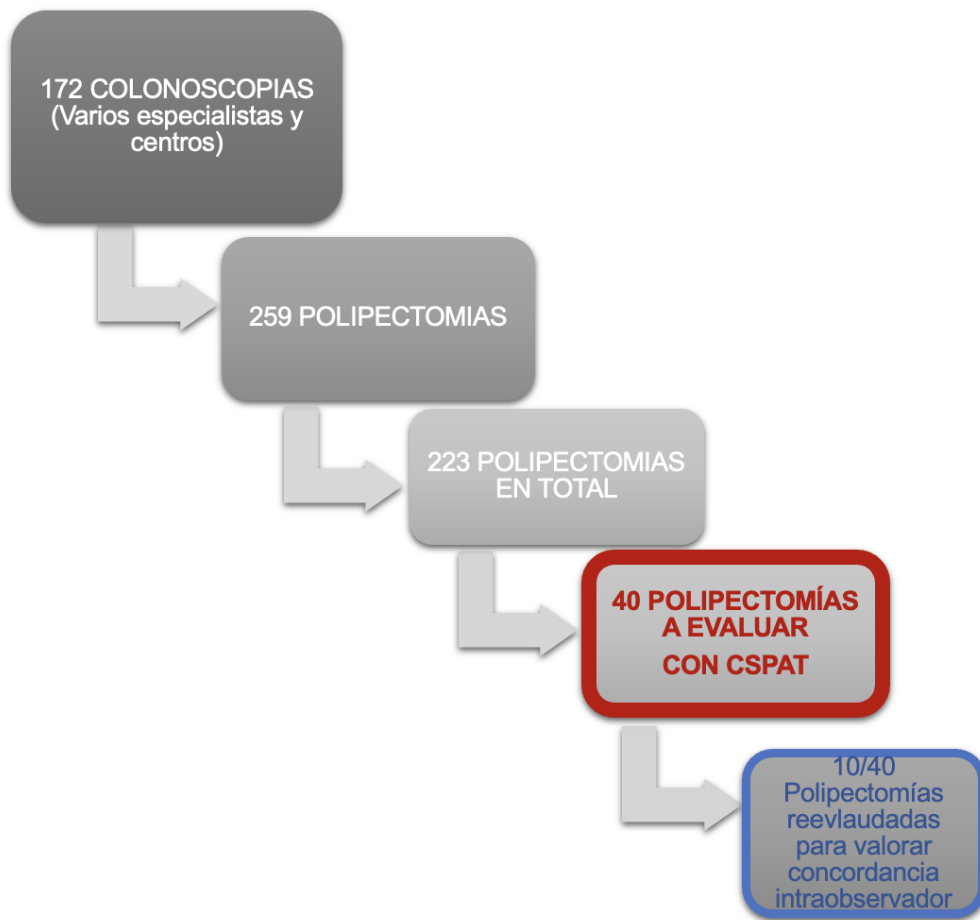 172 COLONOSCOPIAS
(Varios especialistas y
centros)
259 POLIPECTOMIAS
223 POLIPECTOMIAS
EN TOTAL
40 POLIPECTOMÍAS
A EVALUAR
CON CSPAT
10/40
Polipectomías
reevlaudadas
para valorar
concordancia
intraobservador